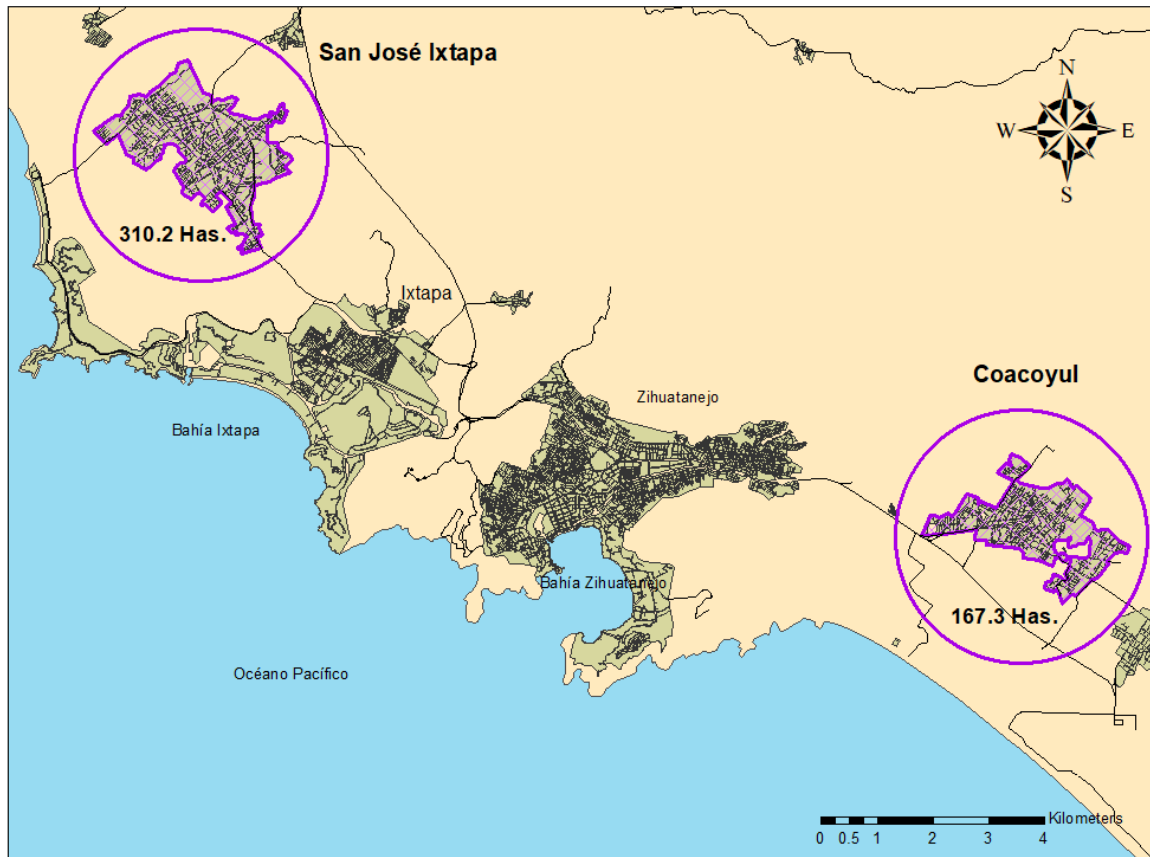 San José Ixtapa
N
W E
S
310.2 Has.
Ixtapa
Coacoyul
Zihuatanejo
Bahía Ixtapa
Bahía Zihuatanejo
167.3 Has.
Océano Pacífico
Kilometers
0 0.5 1 2 3 4